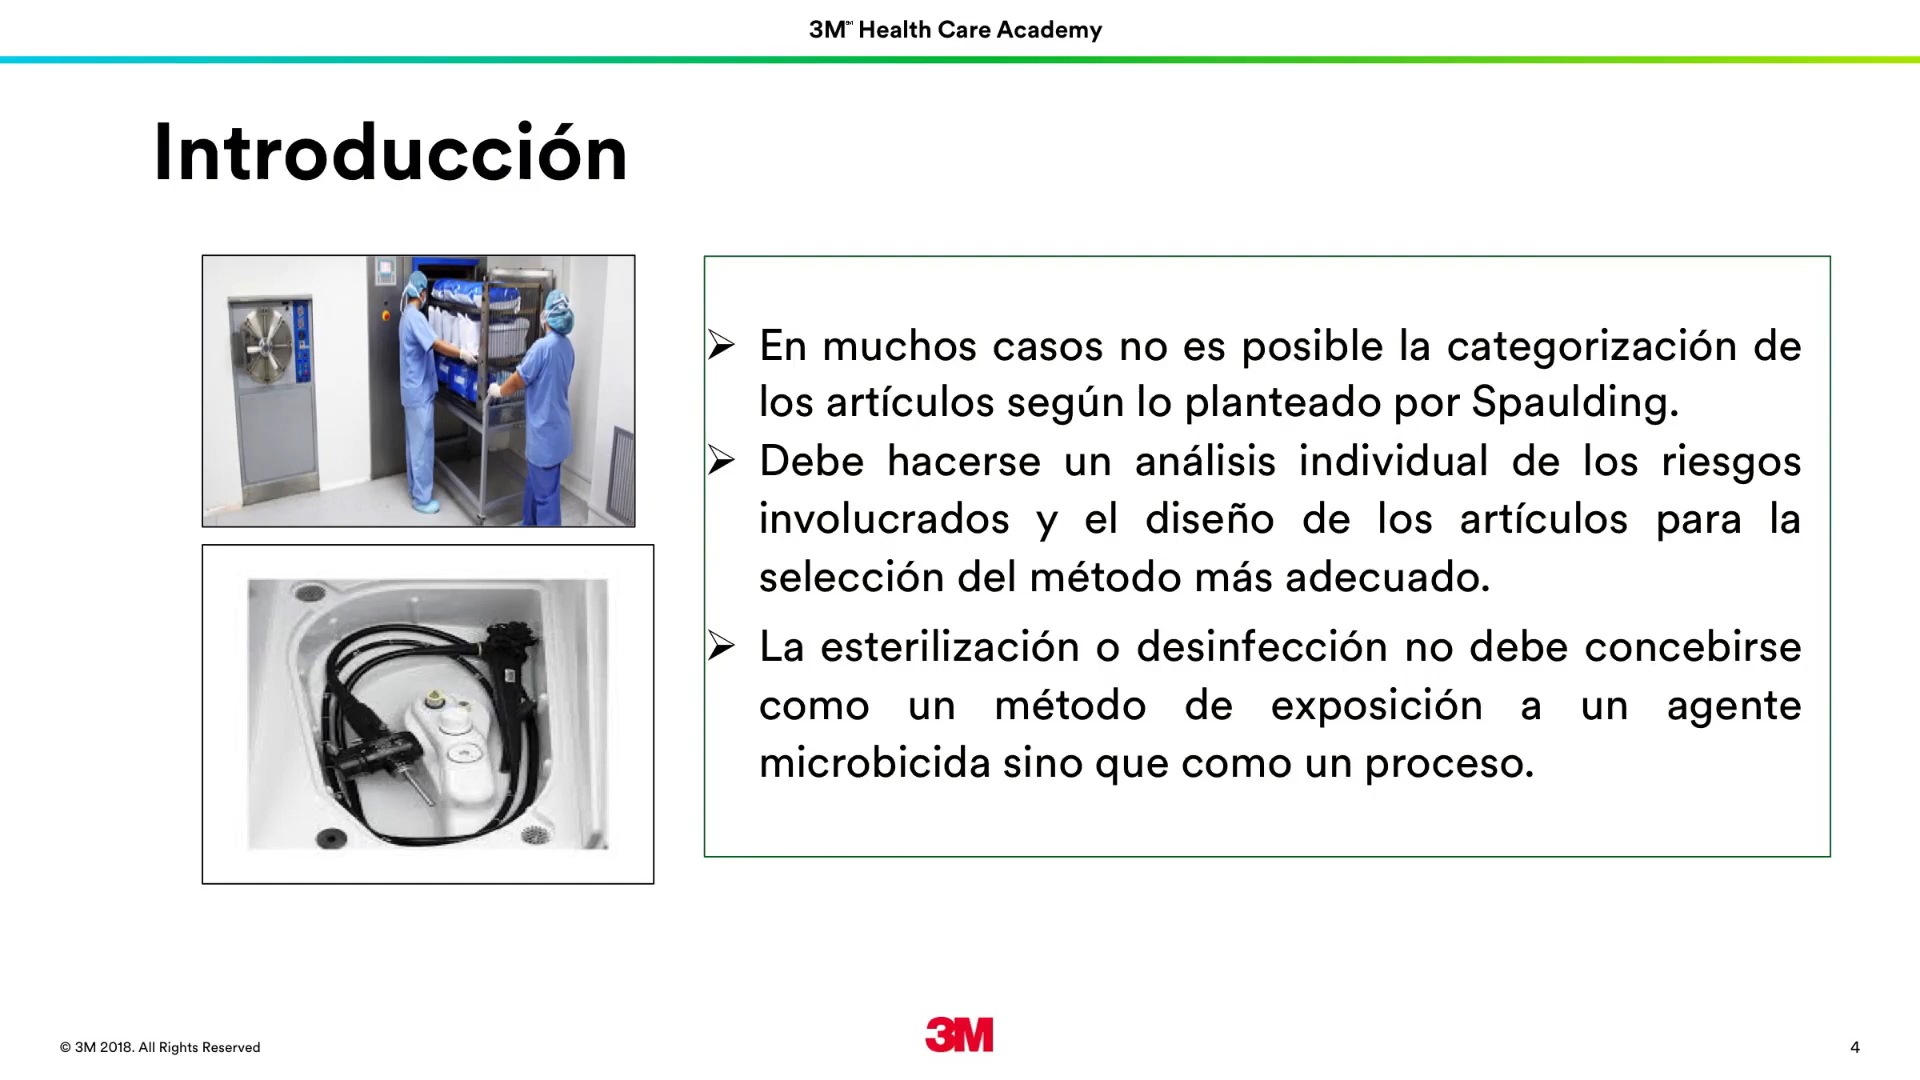 3M℠ Health Care Academy
Introducción
➢ En muchos casos no es posible la categorización de
los artículos según lo planteado por Spaulding.
➢ Debe hacerse un análisis individual de los riesgos
involucrados y el diseño de los artículos para la
selección del método más adecuado.
➢ La esterilización o desinfección no debe concebirse
como un método de exposición a un agente
microbicida sino que como un proceso.
© 3M 2018. All Rights Reserved
3M
4